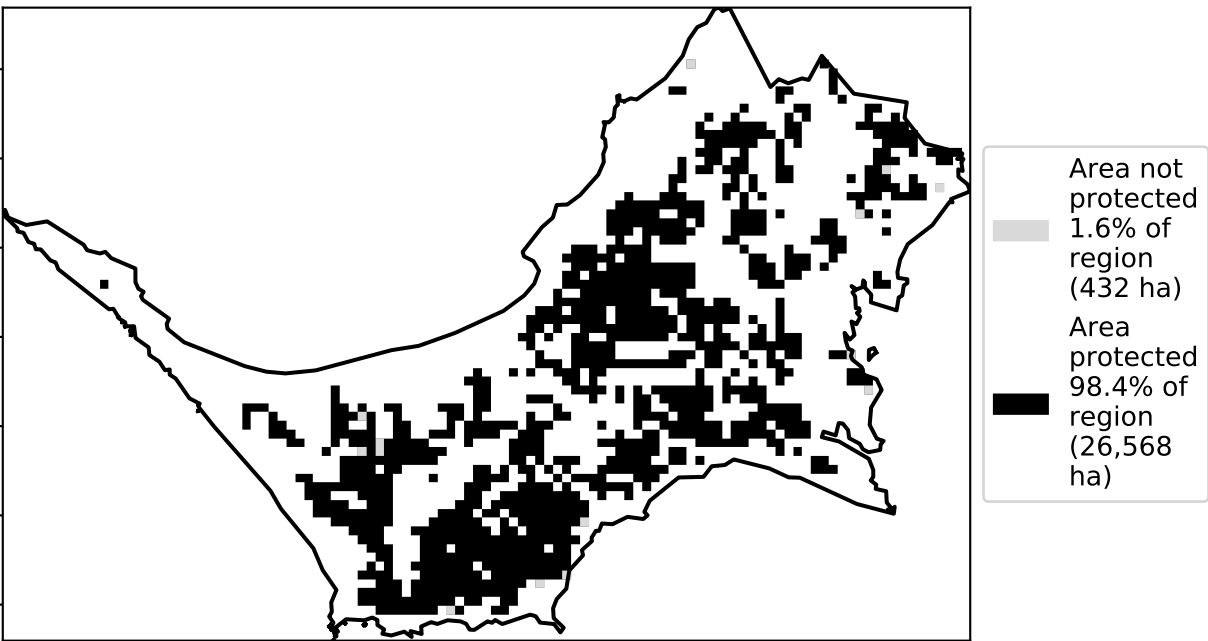 Area not
protected
1.6% of
region
(432 ha)
Area
protected
98.4% of
region
(26,568
ha)